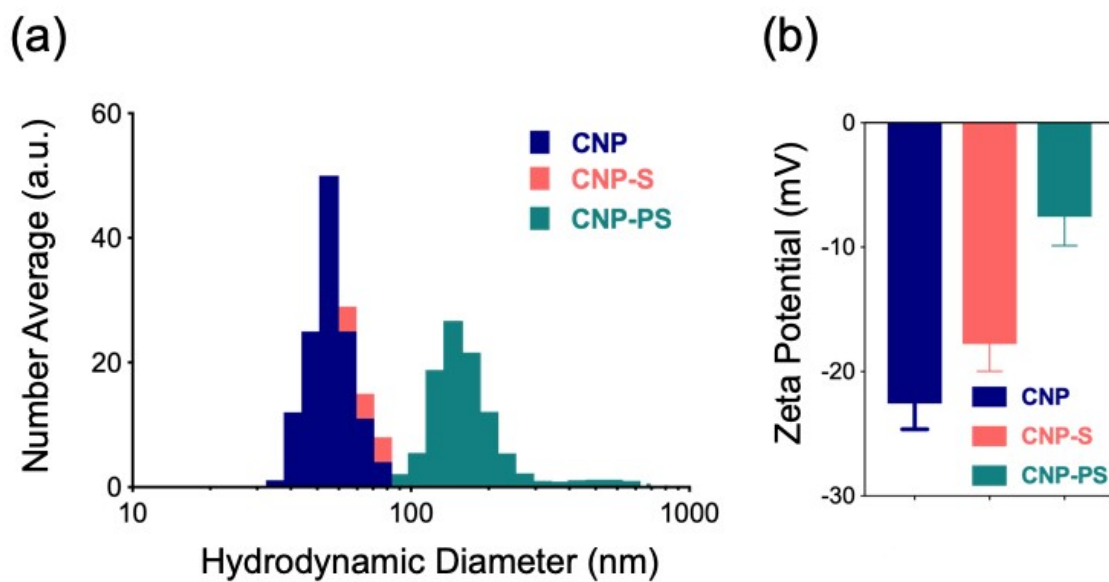 (a)
60
40
20
0
Number Average (a.u.)
CNP
CNP-S
CNP-PS
10
100
1000
Hydrodynamic Diameter (nm)
(b)
0
-10
-20
-30
Zeta Potential (mV)
CNP
CNP-S
CNP-PS